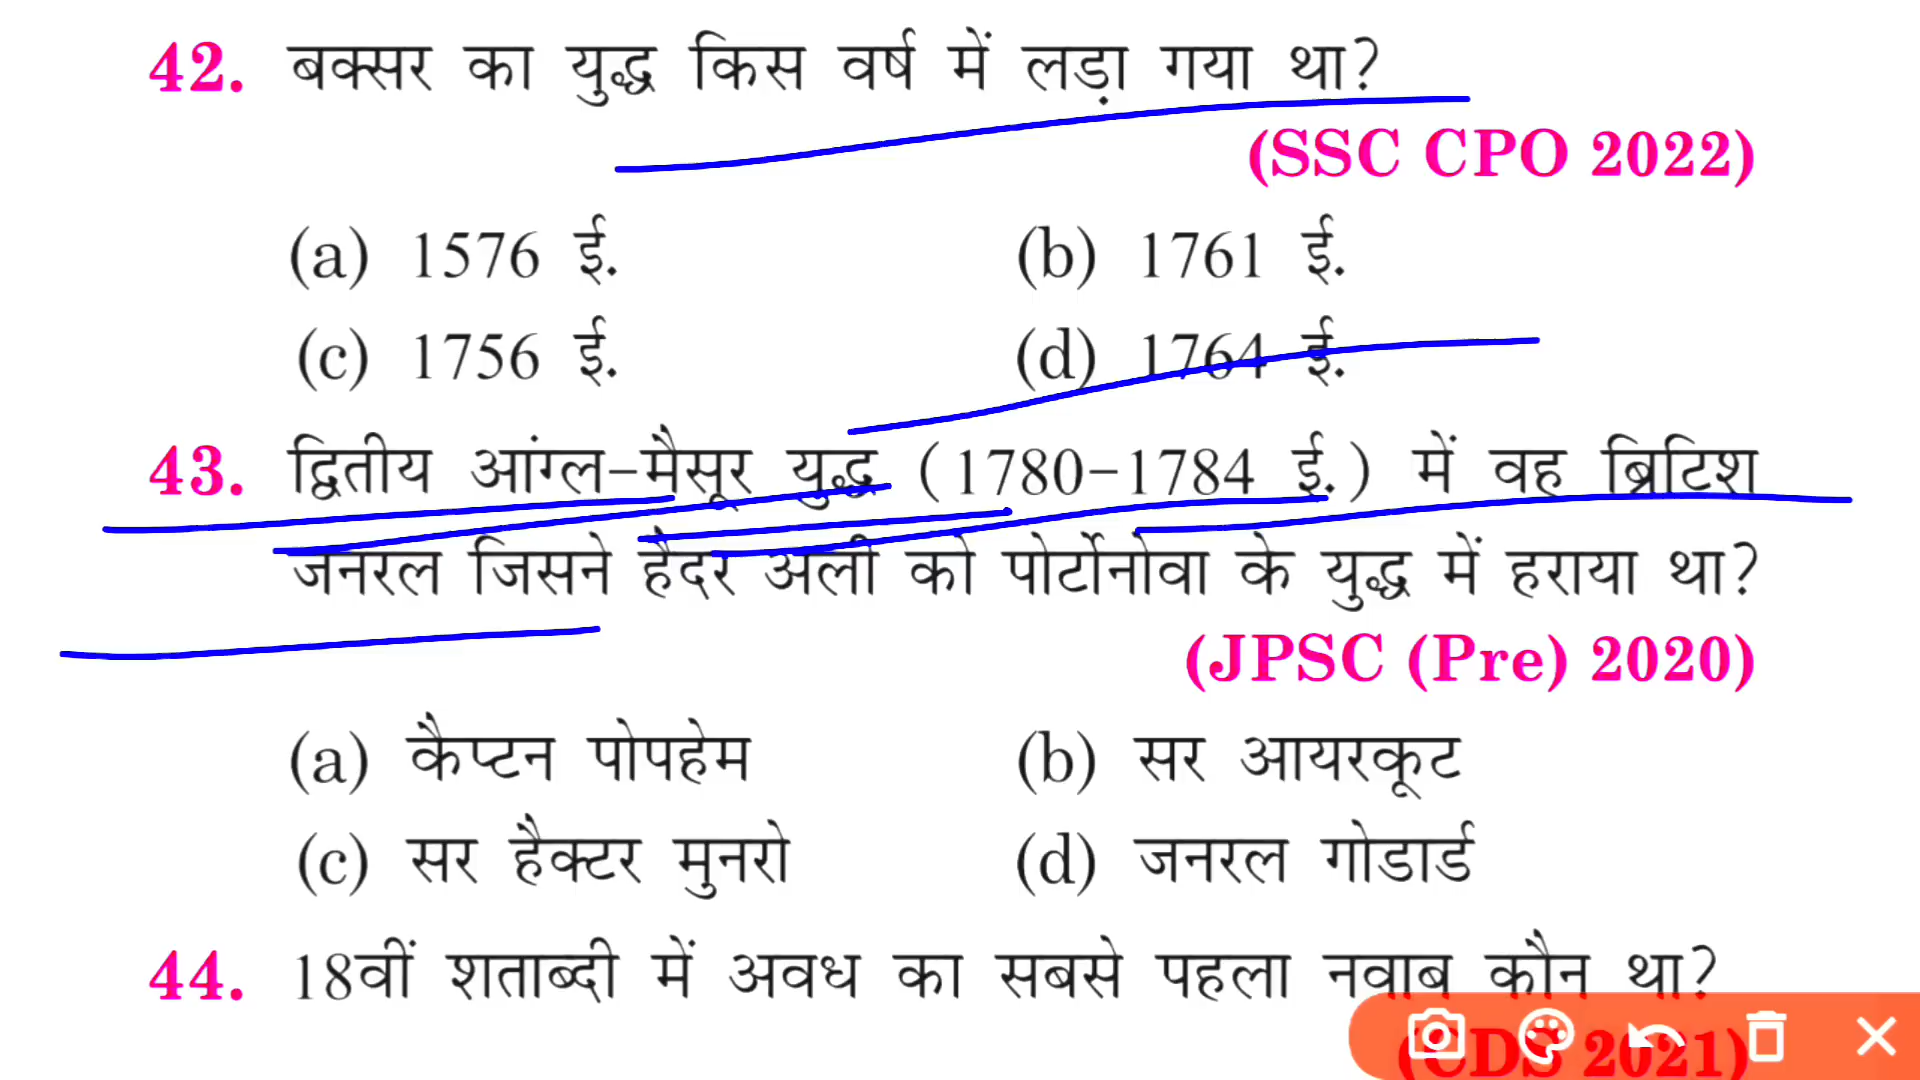 42. बक्सर का युद्ध किस वर्ष में लड़ा गया था?
(SSC CPO 2022)
(a) 1576 ई. (b) 1761 ई.
(c) 1756 ई. (d) 1764 ई.
43. द्वितीय आंग्ल-मैसूर युद्ध (1780-1784 ई.) में वह ब्रिटिश
जनरल जिसने हैदर अली को पोर्टोनोवा के युद्ध में हराया था?
(JPSC (Pre) 2020)
(a) कैप्टन पोपहेम (b) सर आयरकूट
(c) सर हैक्टर मुनरो (d) जनरल गोडार्ड
44. 18वीं शताब्दी में अवध का सबसे पहला नवाब कौन था?
(CDS 2021)